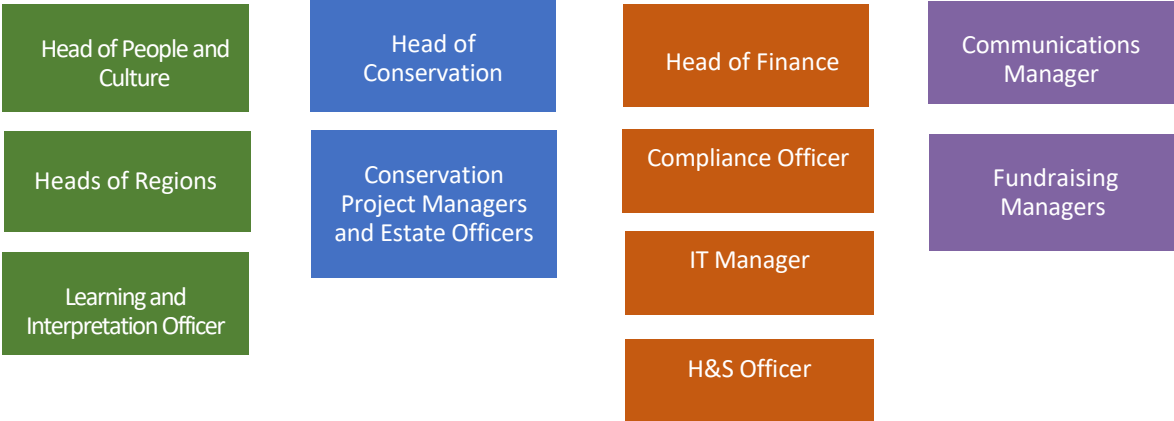 Head of People and
Culture
Heads of Regions
Learning and
Interpretation Officer
Head of
Conservation
Conservation
Project Managers
and Estate Officers
Head of Finance
Compliance Officer
IT Manager
H&S Officer
Communications
Manager
Fundraising
Managers